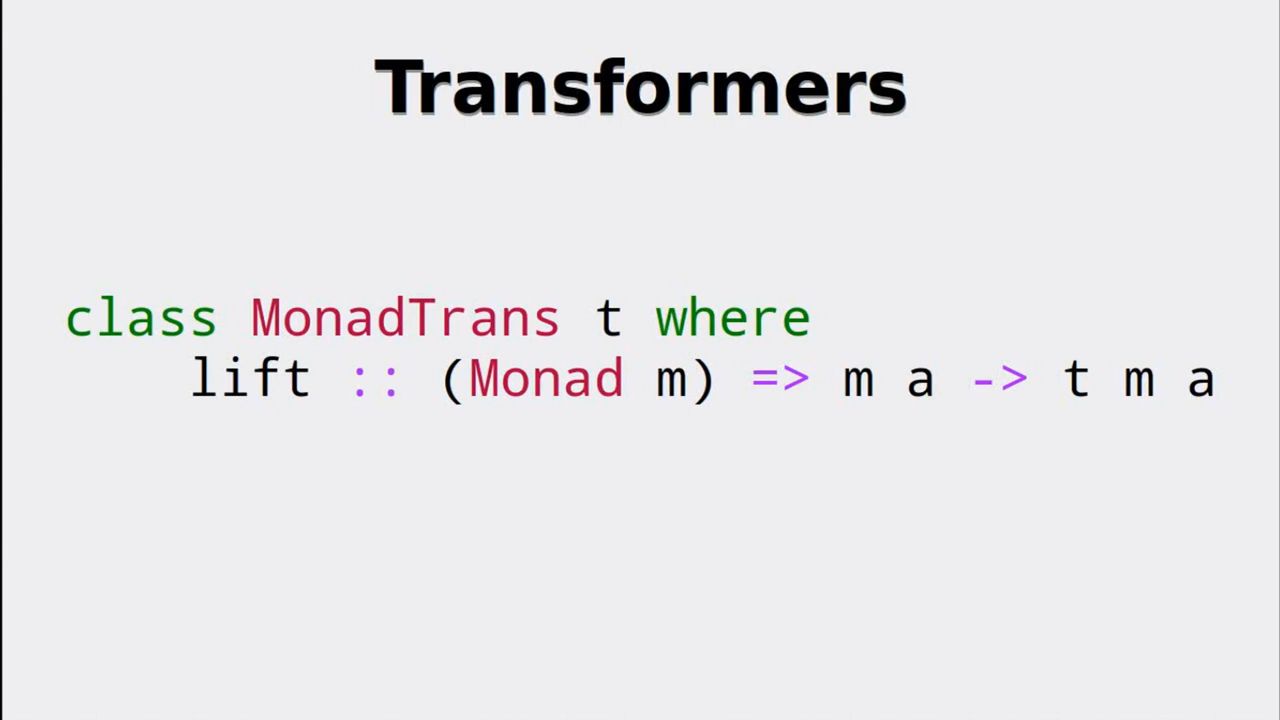 Transformers
class MonadTrans t where
    lift :: (Monad m) => m a -> t m a